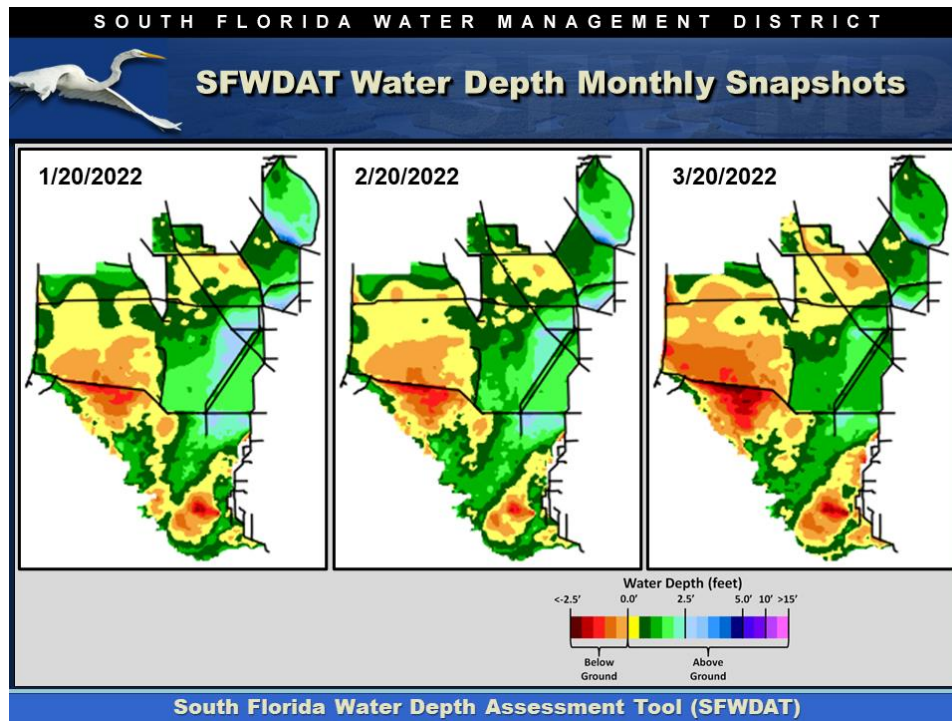 SOUTH FLORIDA WATER MANAGEMENT DISTRICT
SFWDAT Water Depth Monthly Snapshots
SFWMD
1/20/2022
2/20/2022
3/20/2022
Water Depth (feet)
<-2.5' 0.0' 2.5' 5.0' 10' >15'
Below Ground
Above Ground
South Florida Water Depth Assessment Tool (SFWDAT)